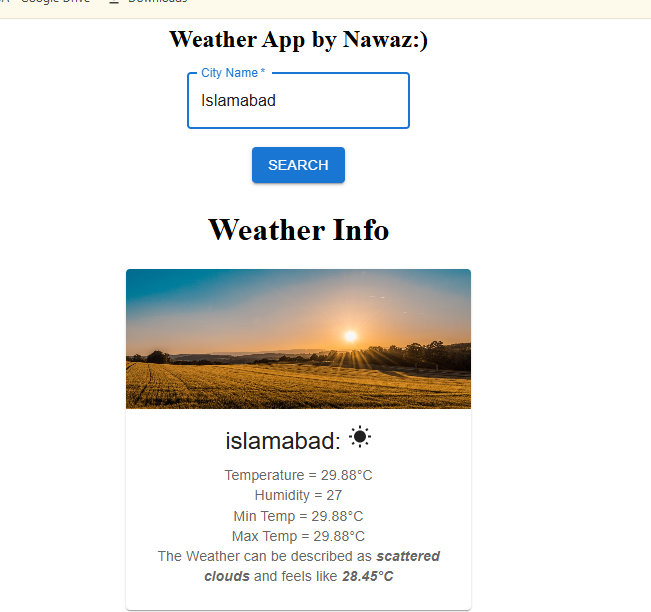 Google Drive
Downloads
Weather App by Nawaz:)
City Name *
Islamabad
SEARCH
Weather Info
islamabad:
Temperature = 29.88°C
Humidity = 27
Min Temp = 29.88°C
Max Temp = 29.88°C
The Weather can be described as scattered
clouds and feels like 28.45°C